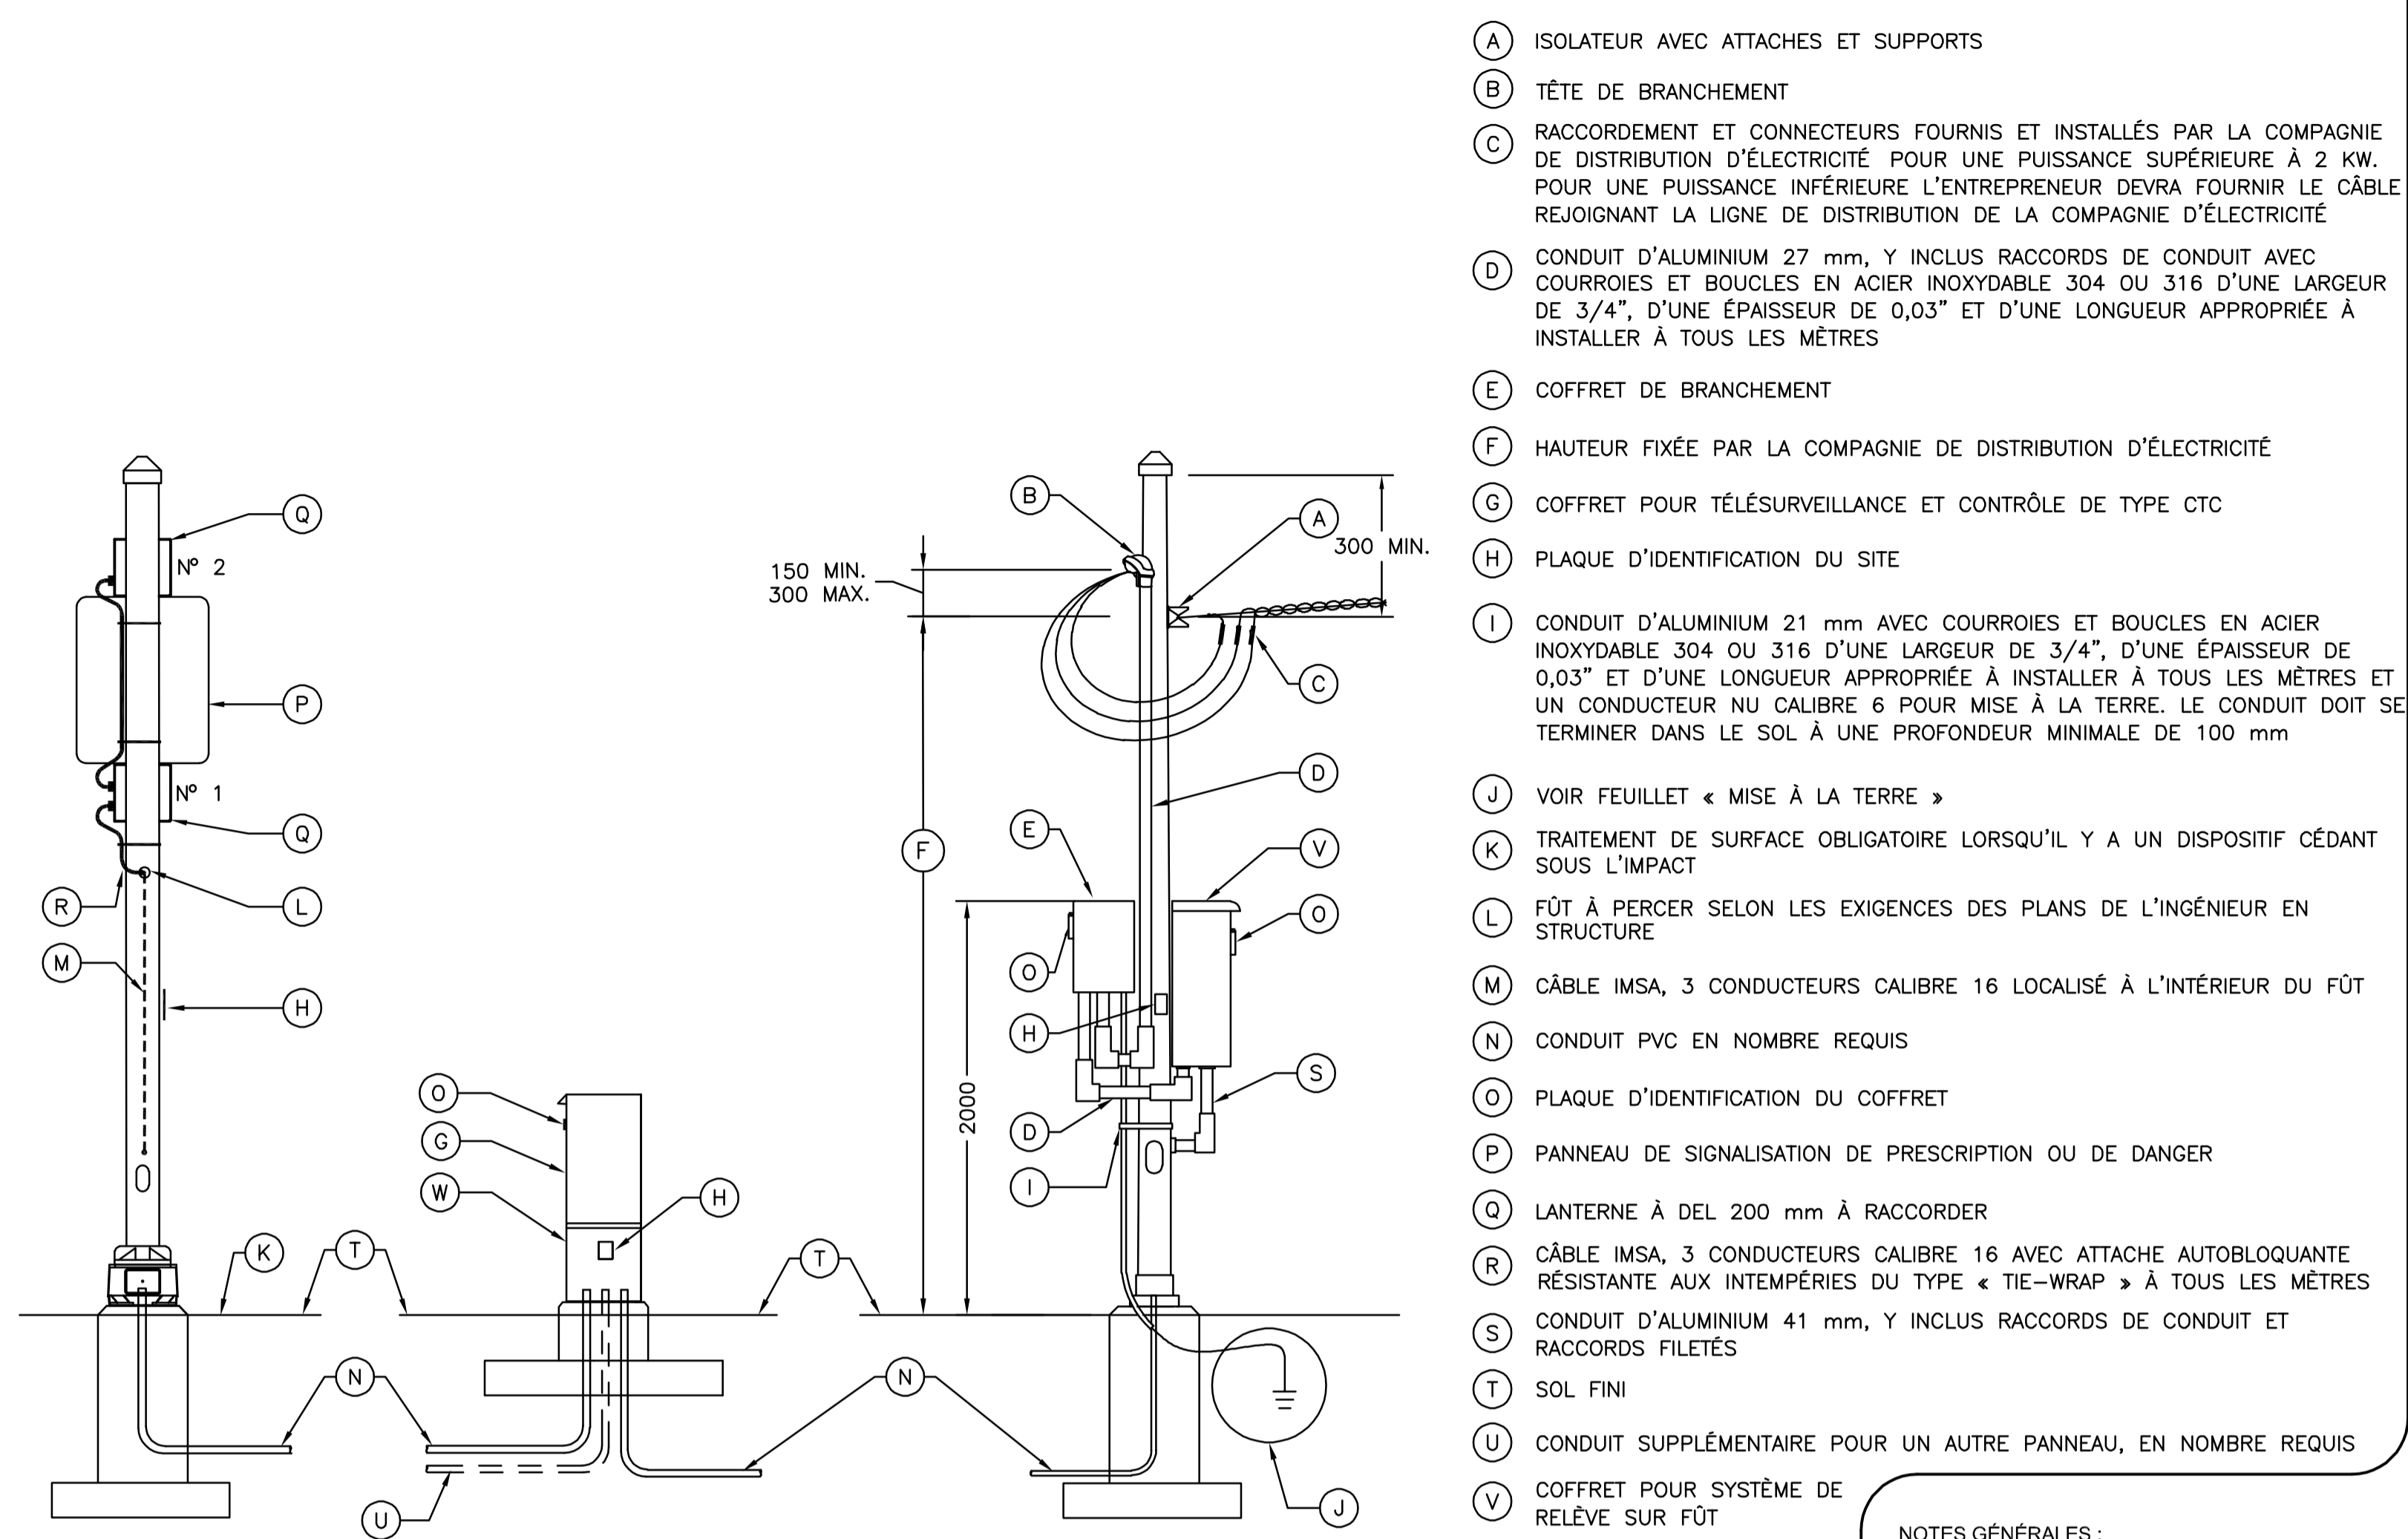 A ISOLATEUR AVEC ATTACHES ET SUPPORTS
B TÊTE DE BRANCHEMENT
C RACCORDEMENT ET CONNECTEURS FOURNIS ET INSTALLÉS PAR LA COMPAGNIE
DE DISTRIBUTION D'ÉLECTRICITÉ POUR UNE PUISSANCE SUPÉRIEURE À 2 KW.
POUR UNE PUISSANCE INFÉRIEURE L'ENTREPRENEUR DEVRA FOURNIR LE CÂBLE
REJOIGNANT LA LIGNE DE DISTRIBUTION DE LA COMPAGNIE D'ÉLECTRICITÉ
D CONDUIT D'ALUMINIUM 27 mm, Y INCLUS RACCORDS DE CONDUIT AVEC
COURROIES ET BOUCLES EN ACIER INOXYDABLE 304 OU 316 D'UNE LARGEUR
DE 3/4", D'UNE ÉPAISSEUR DE 0,03" ET D'UNE LONGUEUR APPROPRIÉE À
INSTALLER À TOUS LES MÈTRES
E COFFRET DE BRANCHEMENT
F HAUTEUR FIXÉE PAR LA COMPAGNIE DE DISTRIBUTION D'ÉLECTRICITÉ
G COFFRET POUR TÉLÉSURVEILLANCE ET CONTRÔLE DE TYPE CTC
H PLAQUE D'IDENTIFICATION DU SITE
I CONDUIT D'ALUMINIUM 21 mm AVEC COURROIES ET BOUCLES EN ACIER
INOXYDABLE 304 OU 316 D'UNE LARGEUR DE 3/4", D'UNE ÉPAISSEUR DE
0,03" ET D'UNE LONGUEUR APPROPRIÉE À INSTALLER À TOUS LES MÈTRES ET
UN CONDUCTEUR NU CALIBRE 6 POUR MISE À LA TERRE. LE CONDUIT DOIT SE
TERMINER DANS LE SOL À UNE PROFONDEUR MINIMALE DE 100 mm
J VOIR FEUILLET « MISE À LA TERRE »
K TRAITEMENT DE SURFACE OBLIGATOIRE LORSQU'IL Y A UN DISPOSITIF CÉDANT
SOUS L'IMPACT
L FÛT À PERCER SELON LES EXIGENCES DES PLANS DE L'INGÉNIEUR EN
STRUCTURE
M CÂBLE IMSA, 3 CONDUCTEURS CALIBRE 16 LOCALISÉ À L'INTÉRIEUR DU FÛT
N CONDUIT PVC EN NOMBRE REQUIS
O PLAQUE D'IDENTIFICATION DU COFFRET
P PANNEAU DE SIGNALISATION DE PRESCRIPTION OU DE DANGER
Q LANTERNE À DEL 200 mm À RACCORDER
R CÂBLE IMSA, 3 CONDUCTEURS CALIBRE 16 AVEC ATTACHE AUTOBLOQUANTE
RÉSISTANTE AUX INTEMPÉRIES DU TYPE « TIE-WRAP » À TOUS LES MÈTRES
S CONDUIT D'ALUMINIUM 41 mm, Y INCLUS RACCORDS DE CONDUIT ET
RACCORDS FILETÉS
T SOL FINI
U CONDUIT SUPPLÉMENTAIRE POUR UN AUTRE PANNEAU, EN NOMBRE REQUIS
V COFFRET POUR SYSTÈME DE
RELÈVE SUR FÛT
NOTES GÉNÉRALES :
Q
Nº 2
P
Nº 1
Q
R
L
M
H
K
T
N
O
G
W
H
T
U
N
B
A
300 MIN.
150 MIN.
300 MAX.
C
D
E
V
F
O
O
H
2000
S
D
I
J